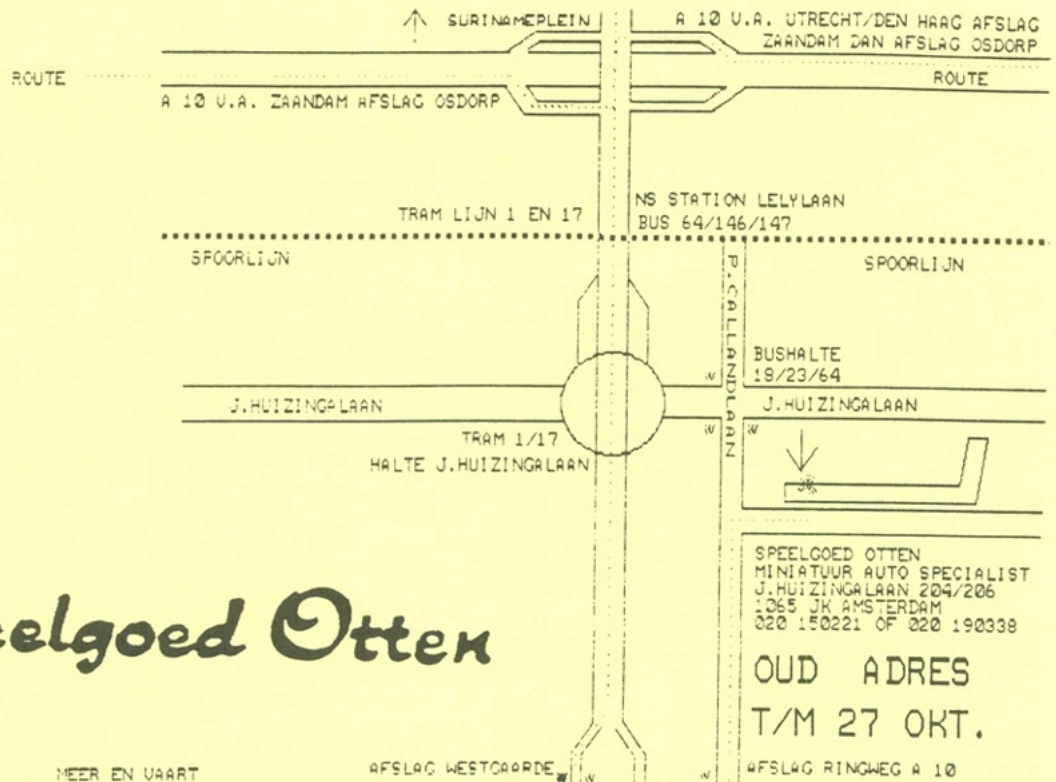 SURINAMEPLEIN
A 10 V.A. UTRECHT/DEN HAAG AFSLAG
ZAANDAM DAN AFSLAG OSDORP
ROUTE
ROUTE
A 10 V.A. ZAANDAM AFSLAG OSDORP
TRAM LIJN 1 EN 17
NS STATION LELYLAAN
BUS 64/146/147
SPOORLIJN
SPOORLIJN
P.CALLANDLAAN
BUSHALTE
19/23/64
J.HUIZINGALAAN
J.HUIZINGALAAN
TRAM 1/17
HALTE J.HUIZINGALAAN
SPEELGOED OTTEN
MINIATUUR AUTO SPECIALIST
J.HUIZINGALAAN 204/206
1065 JK AMSTERDAM
020 150221 OF 020 190338
elgoed Otten
OUD ADRES
T/M 27 OKT.
MEER EN VAART
AFSLAG WESTGAARDE
AFSLAG RINGWEG A 10